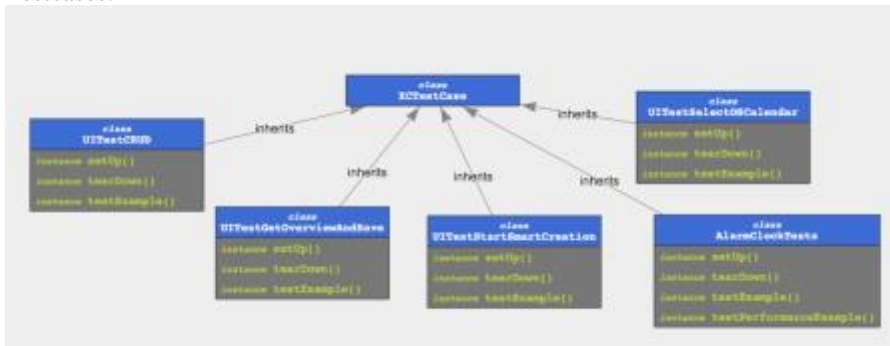 class
XCTestCase
class
UITestCRUD
instance setUp()
instance tearDown()
instance testExample()
inherits
inherits
inherits
inherits
inherits
class
UITestSelectDBCalendar
instance setUp()
instance tearDown()
instance testExample()
class
UITestGetOverviewAndSave
instance setUp()
instance tearDown()
instance testExample()
class
UITestStartSmartCreation
instance setUp()
instance tearDown()
instance testExample()
class
AlarmClockTests
instance setUp()
instance tearDown()
instance testExample()
instance testPerformanceExample()